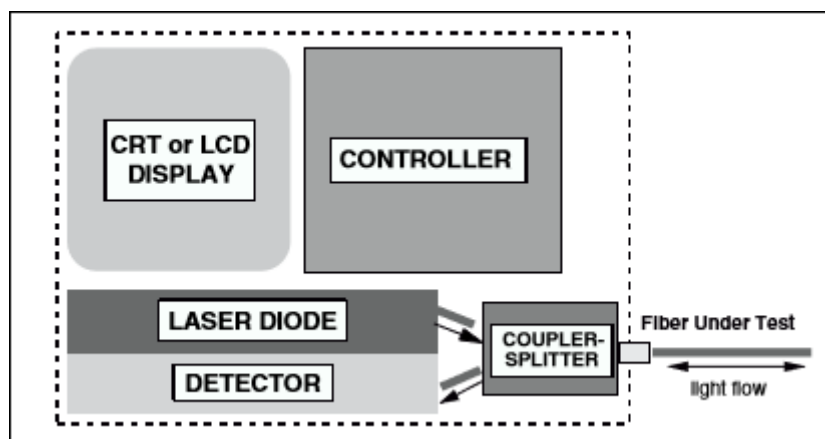 CRT or LCD
DISPLAY
CONTROLLER
LASER DIODE
DETECTOR
COUPLER-
SPLITTER
Fiber Under Test
light flow